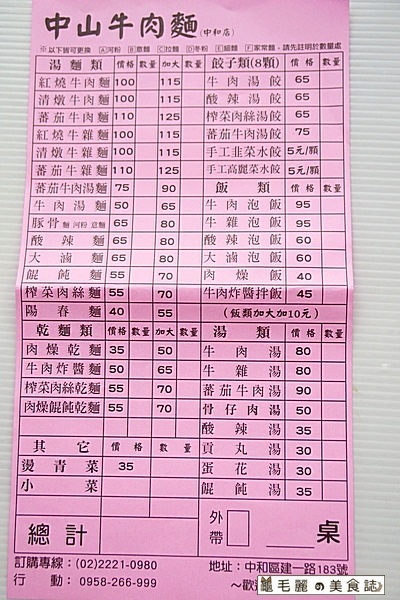 中山牛肉麵(中和店)
※以下皆可更換 Ⓐ河粉 Ⓑ意麵 Ⓒ拉麵 Ⓓ冬粉 Ⓔ細麵 Ⓕ家常麵，請先註明於數量處
湯麵類 價格 數量 加大 數量 餃子類(8顆) 價格 數量
紅燒牛肉麵 100 115 牛肉湯餃 65
清燉牛肉麵 100 115 酸辣湯餃 65
蕃茄牛肉麵 110 125 榨菜肉絲湯餃 65
紅燒牛雜麵 100 115 蕃茄牛肉湯餃 75
清燉牛雜麵 100 115 手工韭菜水餃 5元/顆
蕃茄牛雜麵 110 125 手工高麗菜水餃 5元/顆
蕃茄牛肉湯麵 75 90 飯類 價格 數量
牛肉湯麵 50 65 牛肉泡飯 95
豚骨 麵 河粉 意麵 65 80 牛雜泡飯 95
酸辣麵 65 80 酸辣泡飯 60
大滷麵 65 80 大滷泡飯 60
餛飩麵 55 70 肉燥飯 40
榨菜肉絲麵 55 70 牛肉炸醬拌飯 45
陽春麵 40 55 (飯類加大加10元)
乾麵類 價格 數量 加大 數量 湯類 價格 數量
肉燥乾麵 35 50 牛肉湯 80
牛肉炸醬麵 50 65 牛雜湯 80
榨菜肉絲乾麵 55 70 蕃茄牛肉湯 90
肉燥餛飩乾麵 55 70 骨仔肉湯 50
酸辣湯 35
其它 價格 數量 貢丸湯 30
燙青菜 35 蛋花湯 30
小菜 餛飩湯 35
總計 外帶 桌
訂購專線：(02)2221-0980 地址：中和區建一路183號
行動：0958-266-999 ～歡迎
毛毛麗の美食誌